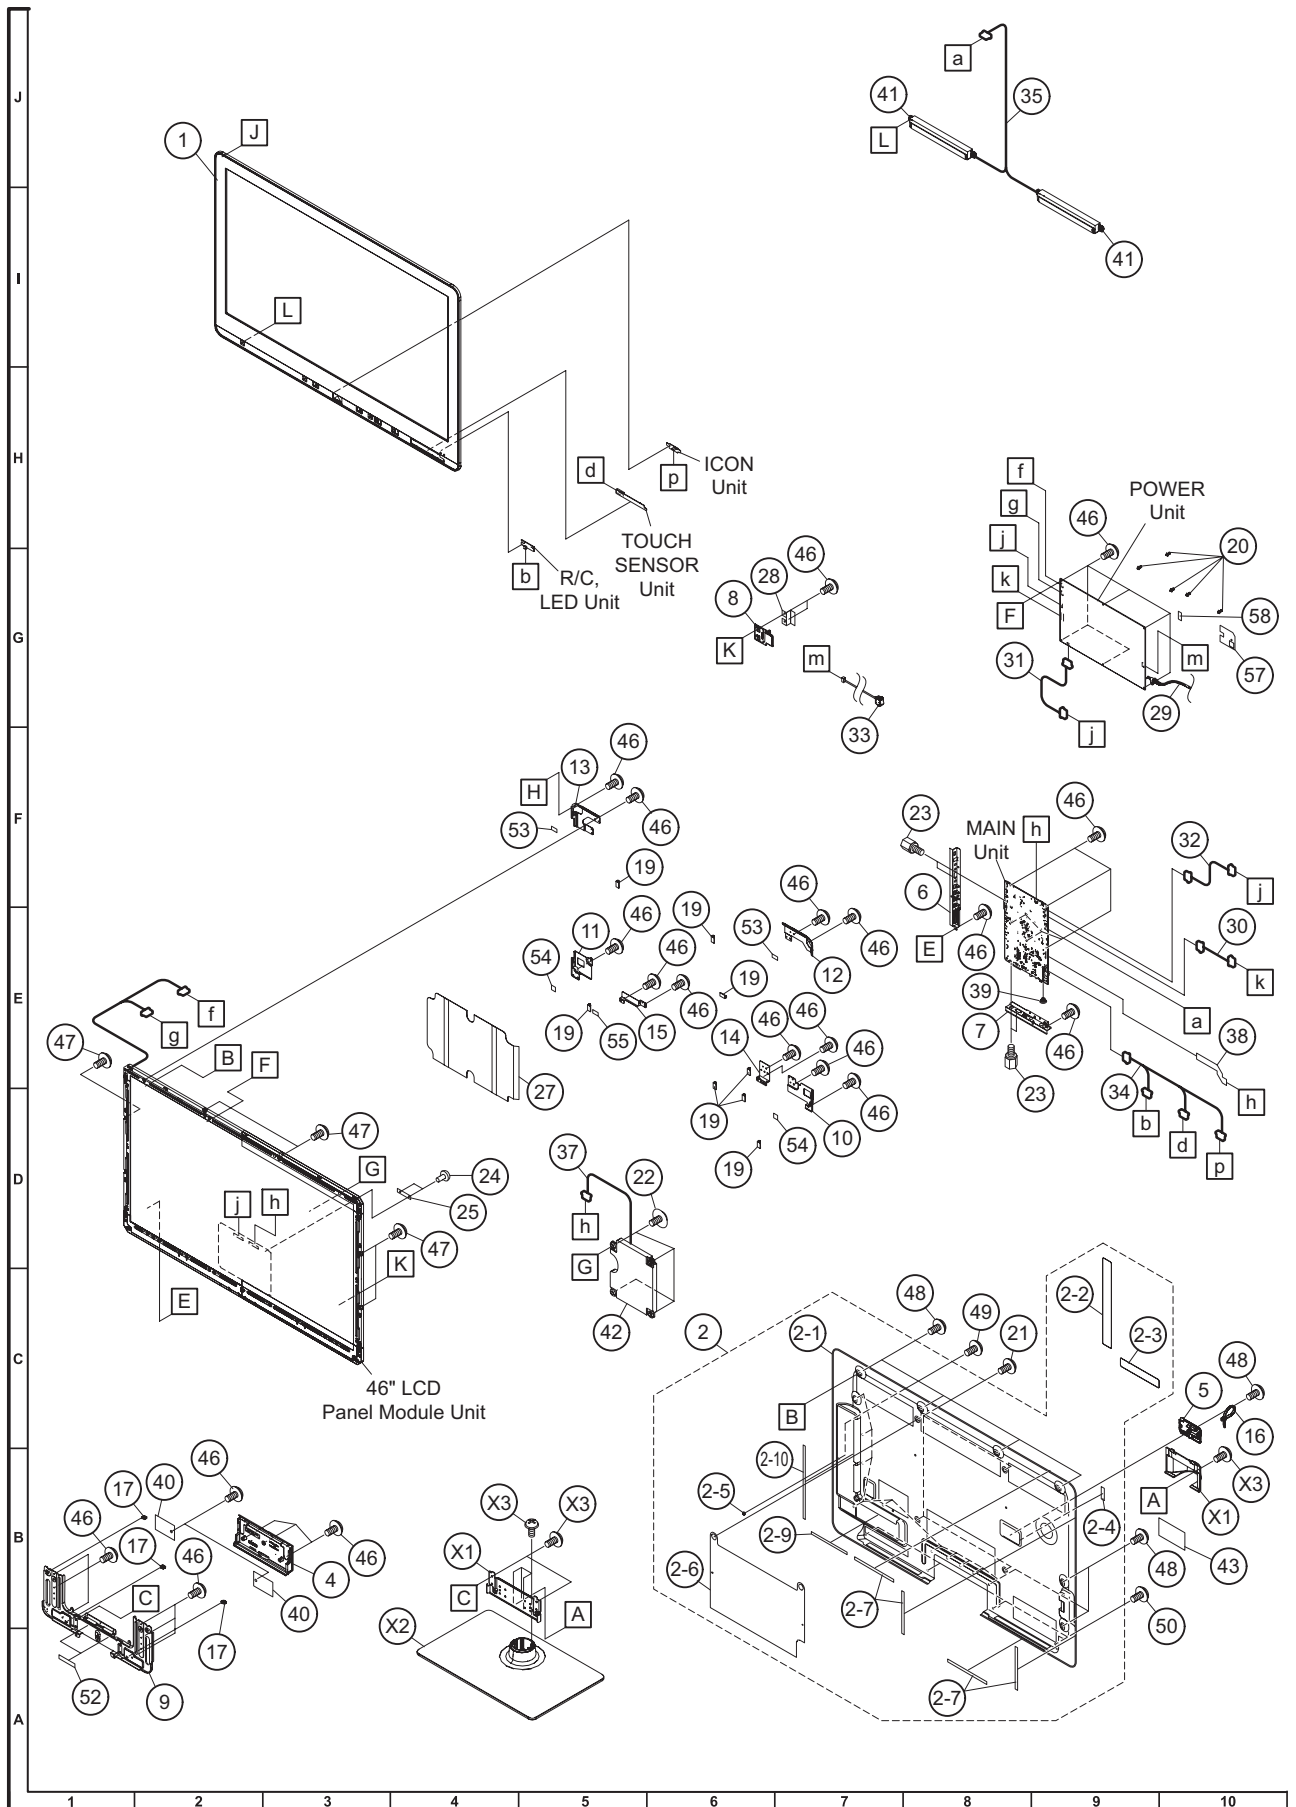 J
a
41
35
1
J
L
41
I
L
H
ICON
Unit
p
d
TOUCH
SENSOR
Unit
b
R/C,
LED Unit
f
g
j
k
F
46
POWER
Unit
20
58
57
m
31
29
j
G
46
28
8
K
m
33
F
46
13
H
53
46
23
MAIN
Unit
h
46
32
j
6
E
46
19
46
11
54
46
19
53
46
46
12
30
k
E
19
46
15
55
19
46
46
14
46
46
10
54
19
19
39
7
46
23
a
38
h
34
b
d
p
f
g
47
B
F
47
27
D
G
24
25
j
h
47
K
E
37
h
22
G
42
C
46" LCD
Panel Module Unit
2
2-1
48
49
21
2-2
2-3
48
5
16
B
X3
A
X1
2-10
2-5
2-9
2-6
2-7
2-4
48
43
50
2-7
B
17
40
46
46
17
46
C
4
46
40
17
52
9
X3
X3
X1
C
A
X2
A
1 2 3 4 5 6 7 8 9 10